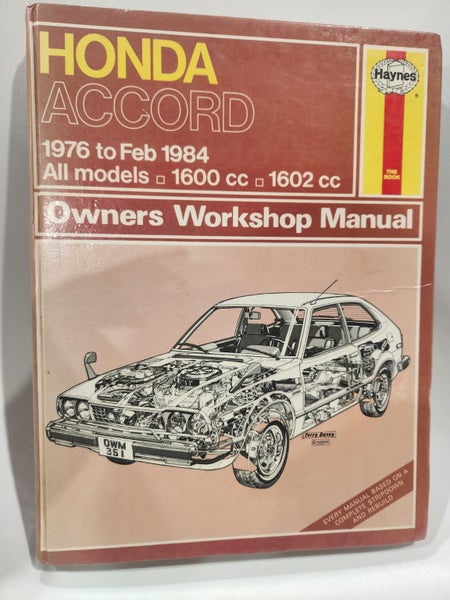 HONDA
ACCORD
1976 to Feb 1984
All models ▫ 1600 cc ▫ 1602 cc
Haynes
®
THE
BOOK
Owners Workshop Manual
OWM
351
Terry Davey
EVERY MANUAL BASED ON A
COMPLETE STRIPDOWN
AND REBUILD